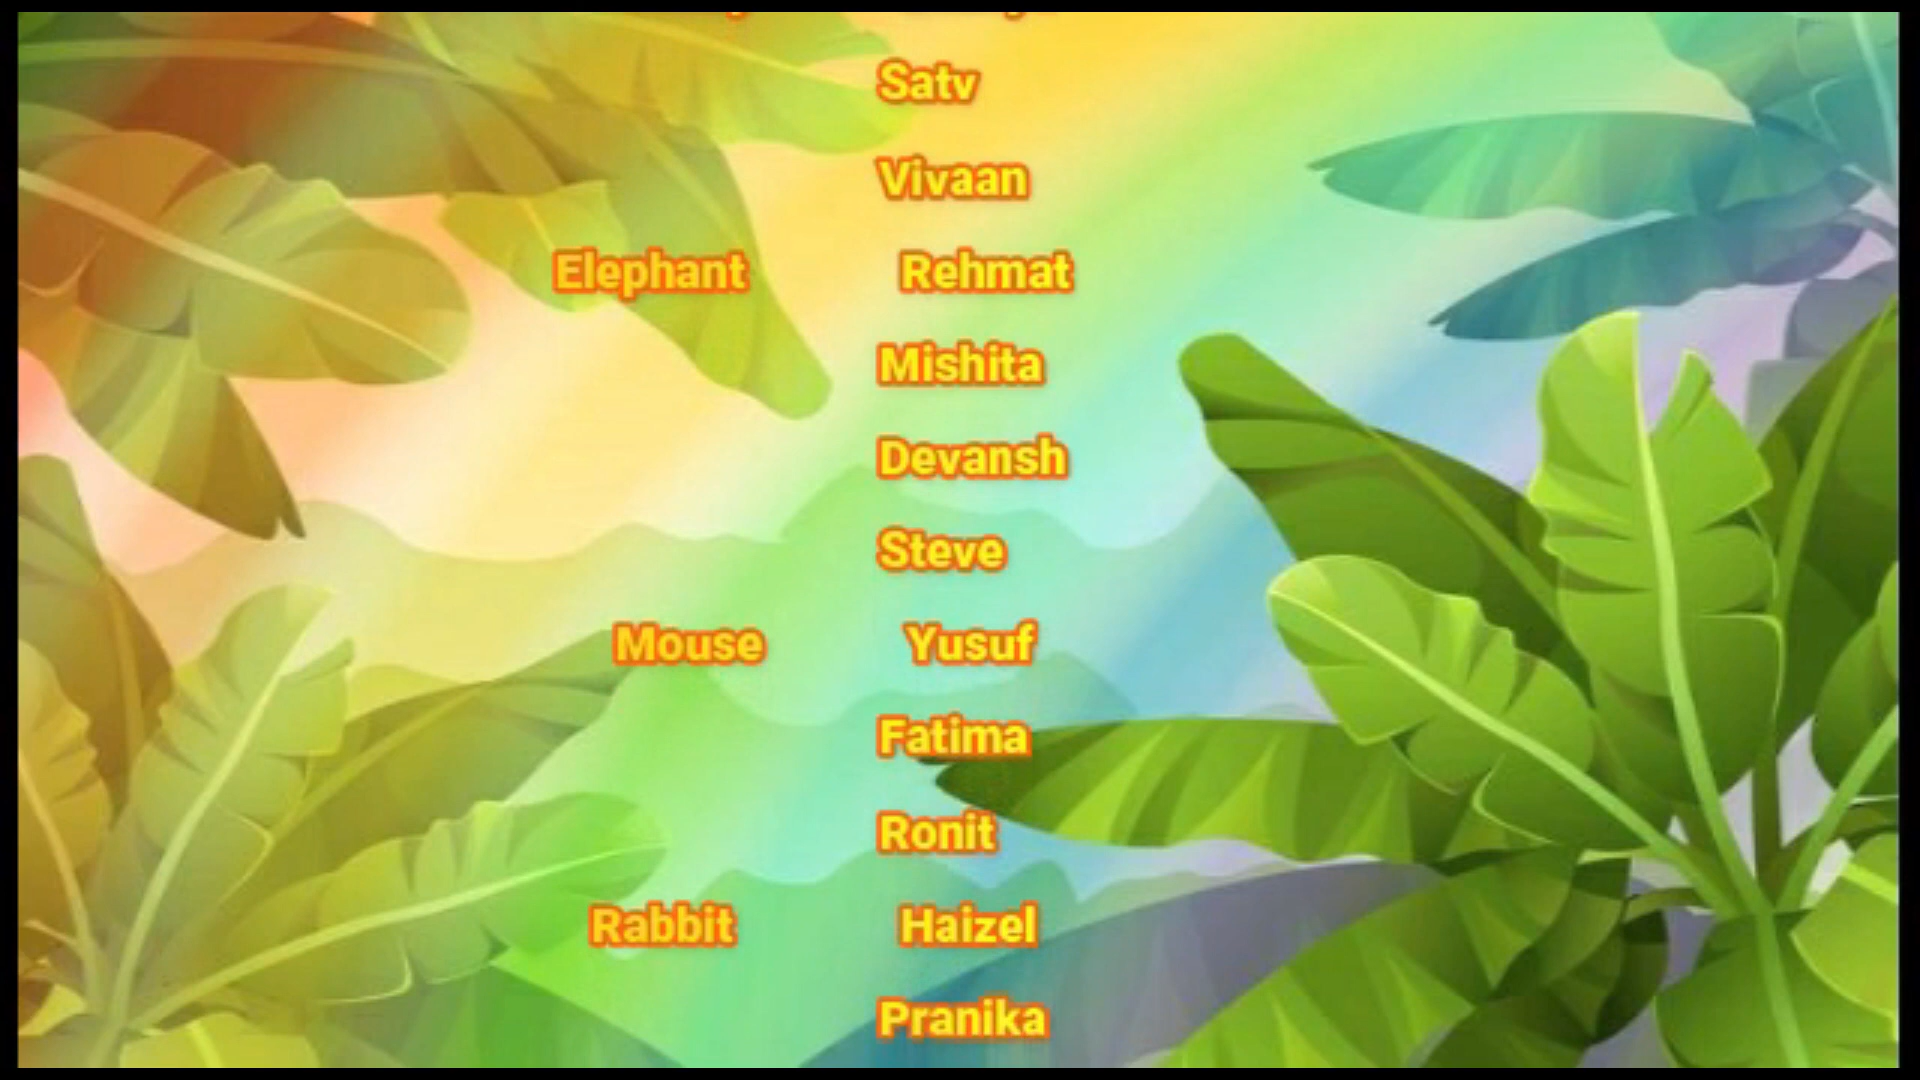 Satv
Vivaan
Elephant Rehmat
Mishita
Devansh
Steve
Mouse Yusuf
Fatima
Ronit
Rabbit Haizel
Pranika